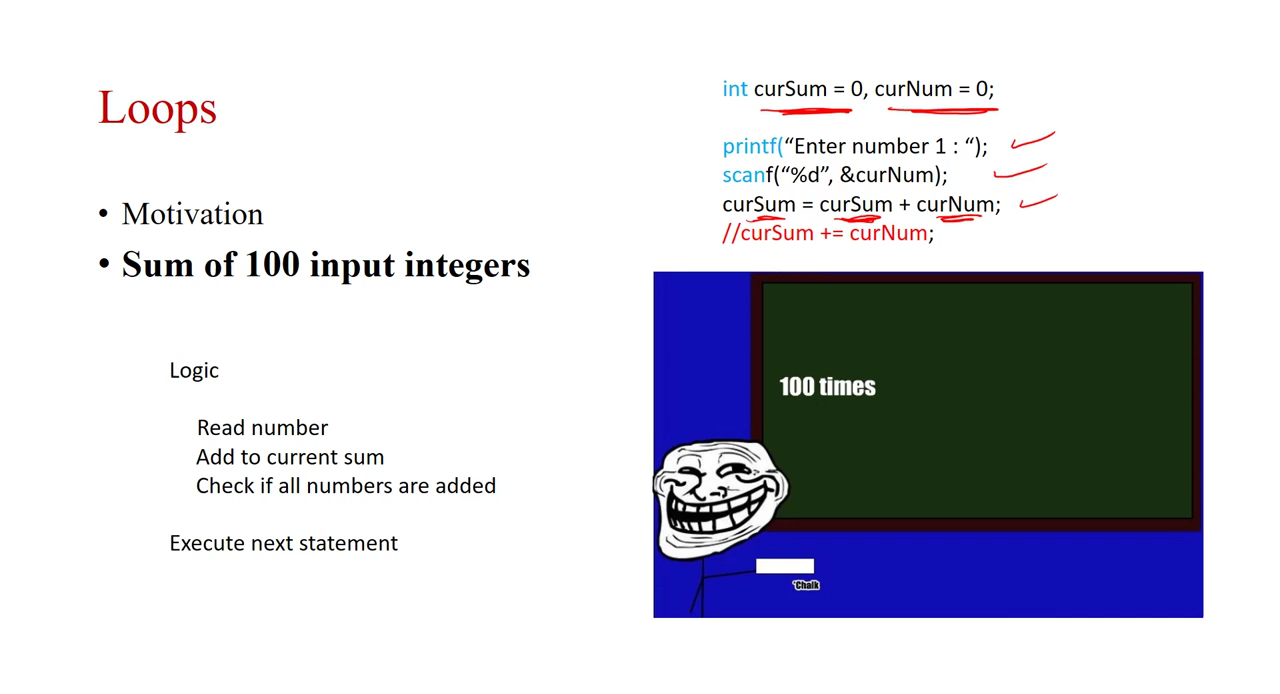 Loops
• Motivation
• Sum of 100 input integers
Logic
Read number
Add to current sum
Check if all numbers are added
Execute next statement
int curSum = 0, curNum = 0;
printf(“Enter number 1 : “);
scanf(“%d”, &curNum);
curSum = curSum + curNum;
//curSum += curNum;
100 times
*Chalk